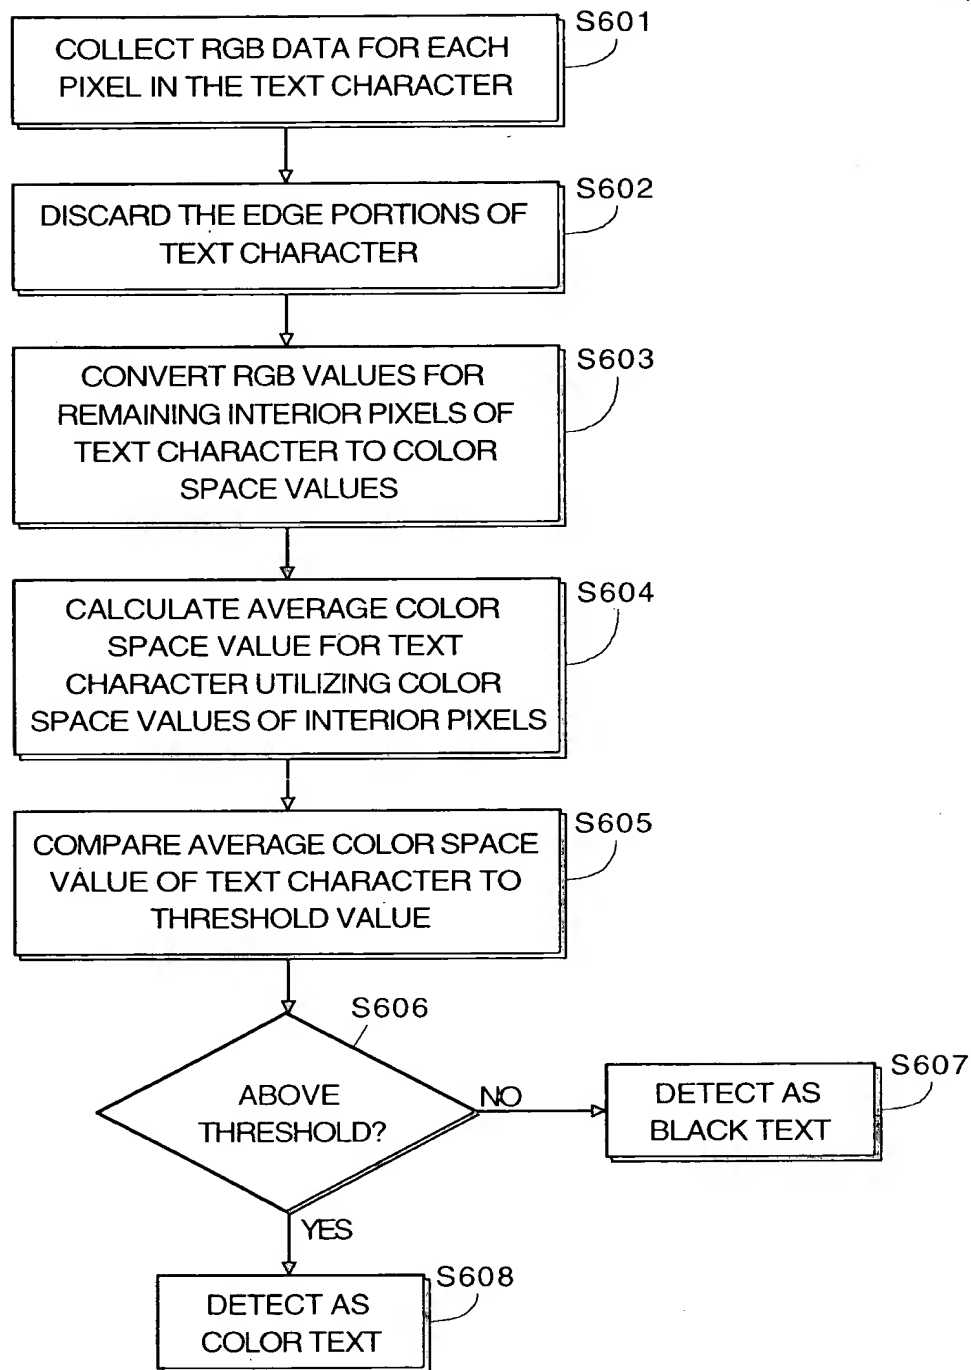 S601
COLLECT RGB DATA FOR EACH
PIXEL IN THE TEXT CHARACTER
S602
DISCARD THE EDGE PORTIONS OF
TEXT CHARACTER
S603
CONVERT RGB VALUES FOR
REMAINING INTERIOR PIXELS OF
TEXT CHARACTER TO COLOR
SPACE VALUES
S604
CALCULATE AVERAGE COLOR
SPACE VALUE FOR TEXT
CHARACTER UTILIZING COLOR
SPACE VALUES OF INTERIOR PIXELS
S605
COMPARE AVERAGE COLOR SPACE
VALUE OF TEXT CHARACTER TO
THRESHOLD VALUE
S606
ABOVE
THRESHOLD?
NO
S607
DETECT AS
BLACK TEXT
YES
S608
DETECT AS
COLOR TEXT